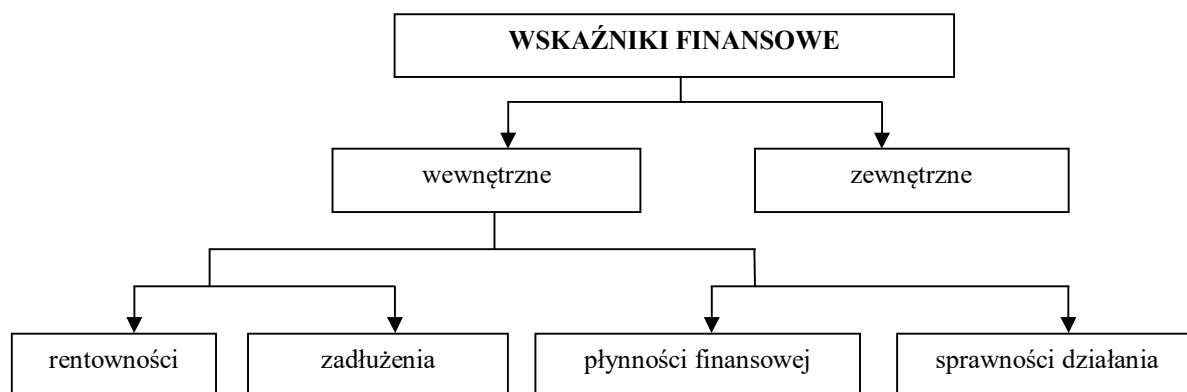 WSKAŹNIKI FINANSOWE
wewnętrzne
zewnętrzne
rentowności
zadłużenia
płynności finansowej
sprawności działania